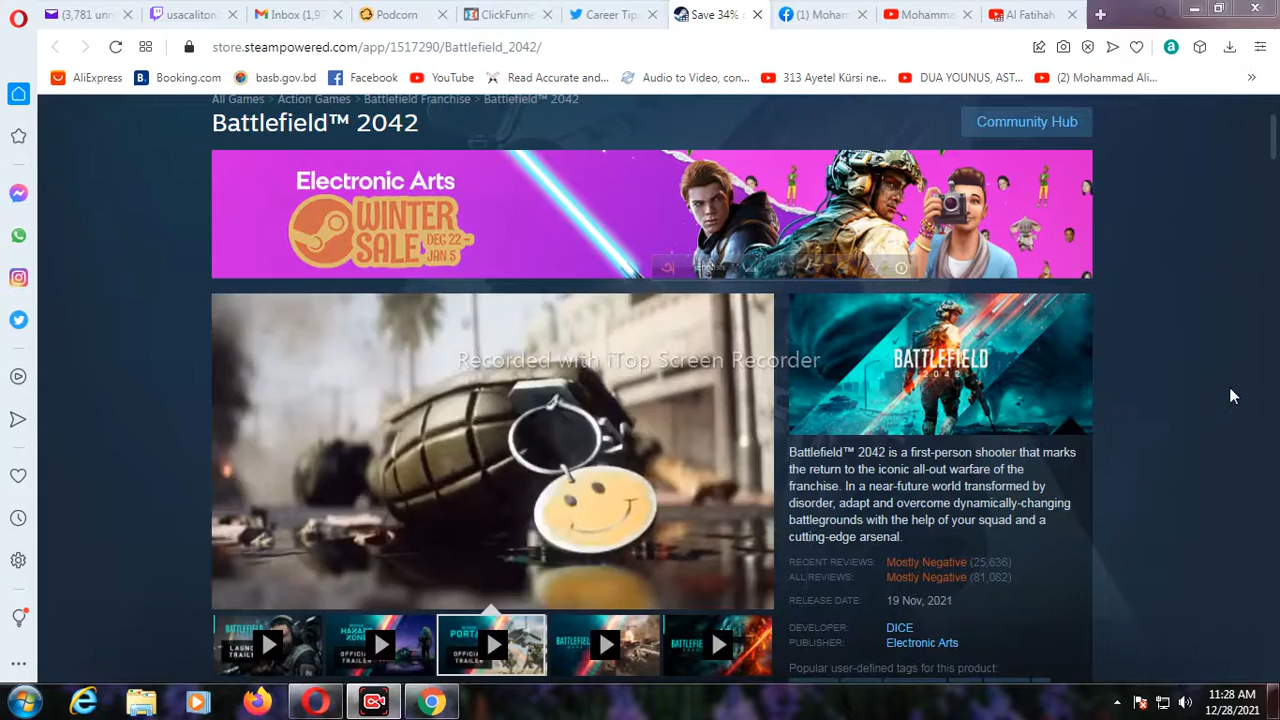 (3,781 unr
usacaliton2
Inbox (1,97
Podcom
ClickFunne
Career Tips
Save 34%
(1) Moham
Mohamma
Al Fatihah
store.steampowered.com/app/1517290/Battlefield_2042/
AliExpress
Booking.com
basb.gov.bd
Facebook
YouTube
Read Accurate and...
Audio to Video, con...
313 Ayetel Kürsi ne...
DUA YOUNUS, AST...
(2) Mohammad Ali...
All Games > Action Games > Battlefield Franchise > Battlefield™ 2042
Battlefield™ 2042
Community Hub
Electronic Arts
WINTER
SALE
DEC 22 –
JAN 5
Recorded with iTop Screen Recorder
BATTLEFIELD
2042
Battlefield™ 2042 is a first-person shooter that marks
the return to the iconic all-out warfare of the
franchise. In a near-future world transformed by
disorder, adapt and overcome dynamically-changing
battlegrounds with the help of your squad and a
cutting-edge arsenal.
RECENT REVIEWS: Mostly Negative (25,636)
ALL REVIEWS: Mostly Negative (81,082)
RELEASE DATE: 19 Nov, 2021
DEVELOPER: DICE
PUBLISHER: Electronic Arts
Popular user-defined tags for this product:
11:28 AM
12/28/2021